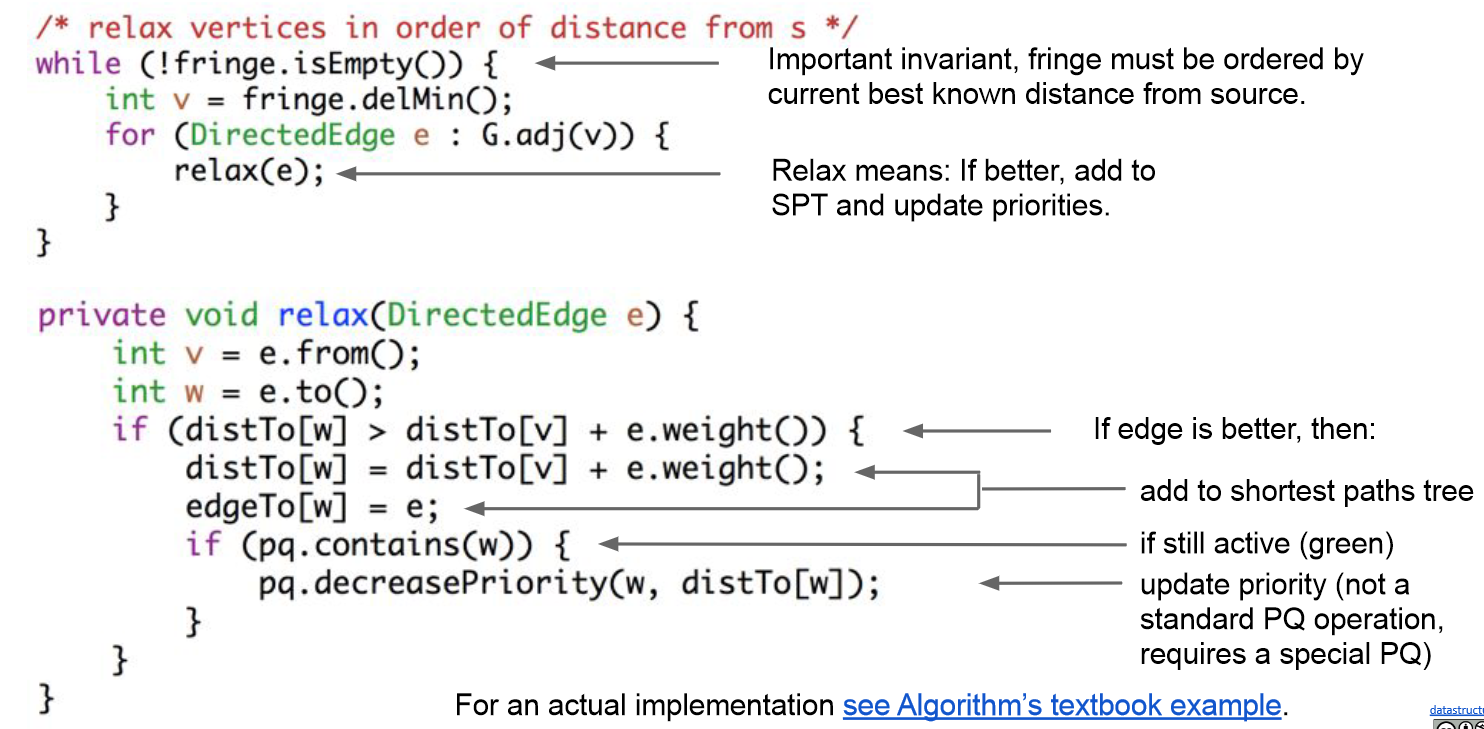 /* relax vertices in order of distance from s */
while (!fringe.isEmpty()) {
Important invariant, fringe must be ordered by
current best known distance from source.
    int v = fringe.delMin();
    for (DirectedEdge e : G.adj(v)) {
        relax(e);
Relax means: If better, add to
SPT and update priorities.
    }
}
private void relax(DirectedEdge e) {
    int v = e.from();
    int w = e.to();
    if (distTo[w] > distTo[v] + e.weight()) {
If edge is better, then:
        distTo[w] = distTo[v] + e.weight();
        edgeTo[w] = e;
add to shortest paths tree
        if (pq.contains(w)) {
if still active (green)
            pq.decreasePriority(w, distTo[w]);
update priority (not a
standard PQ operation,
requires a special PQ)
        }
    }
}
For an actual implementation see Algorithm's textbook example.
datastruct